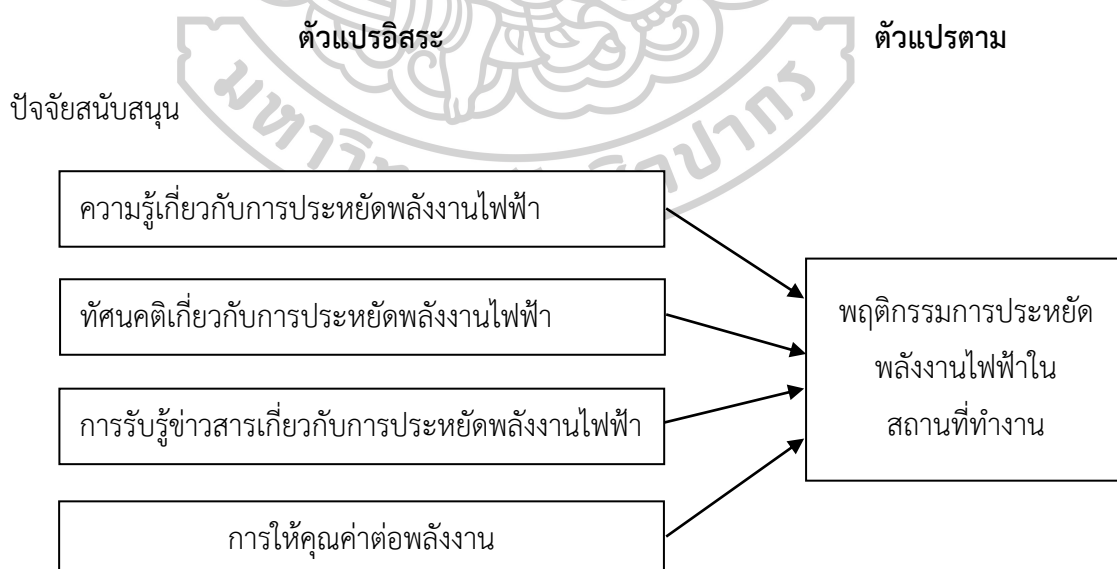 ตัวแปรอิสระ ตัวแปรตาม
ปัจจัยสนับสนุน
ความรู้เกี่ยวกับการประหยัดพลังงานไฟฟ้า
ทัศนคติเกี่ยวกับการประหยัดพลังงานไฟฟ้า
การรับรู้ข่าวสารเกี่ยวกับการประหยัดพลังงานไฟฟ้า
การให้คุณค่าต่อพลังงาน
พฤติกรรมการประหยัด
พลังงานไฟฟ้าใน
สถานที่ทำงาน